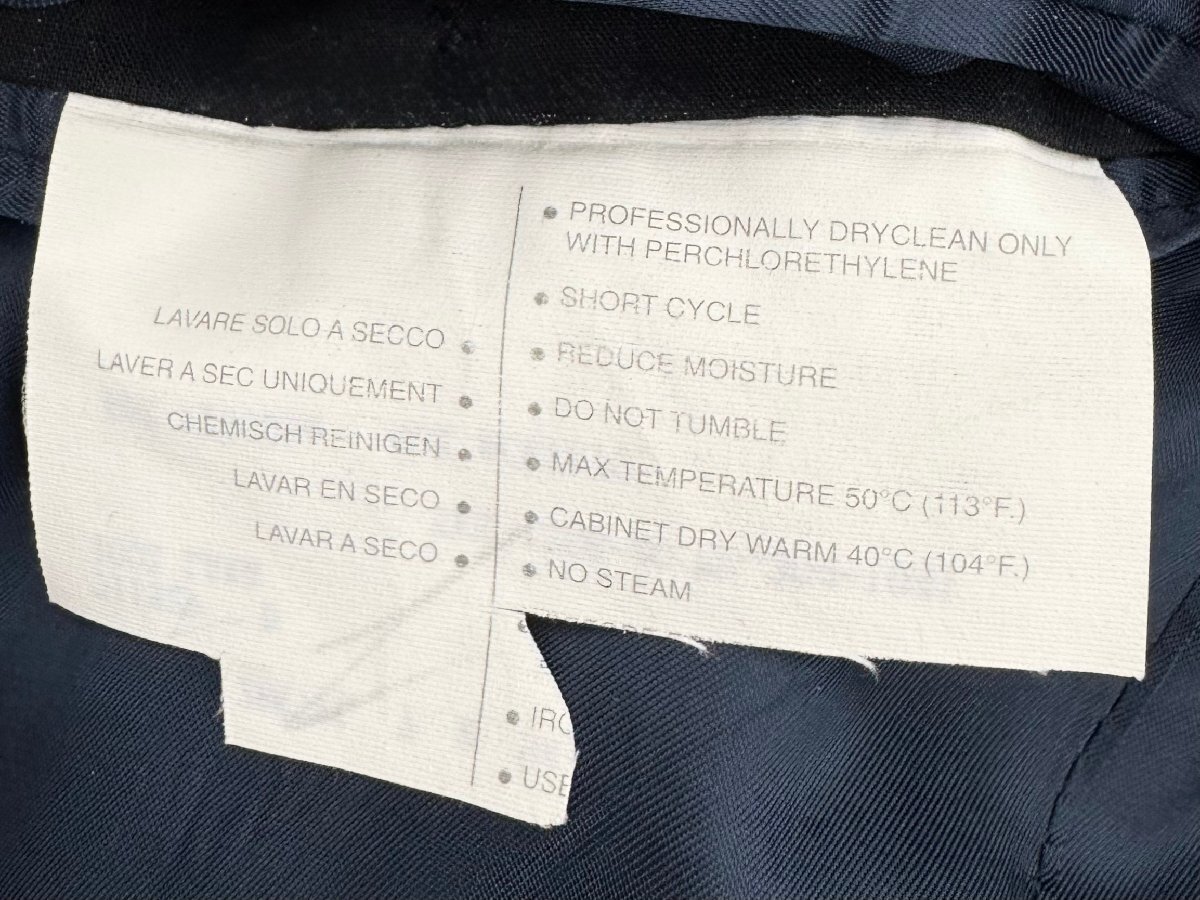 LAVARE SOLO A SECCO
LAVER A SEC UNIQUEMENT
CHEMISCH REINIGEN
LAVAR EN SECO
LAVAR A SECO
• PROFESSIONALLY DRYCLEAN ONLY
WITH PERCHLORETHYLENE
• SHORT CYCLE
• REDUCE MOISTURE
• DO NOT TUMBLE
• MAX TEMPERATURE 50°C (113°F.)
• CABINET DRY WARM 40°C (104°F.)
• NO STEAM
• USE